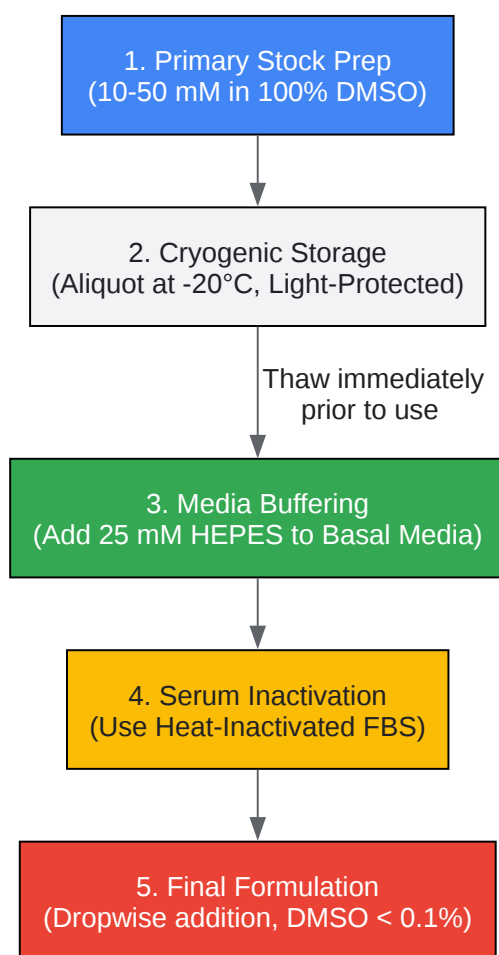 1. Primary Stock Prep
(10-50 mM in 100% DMSO)
2. Cryogenic Storage
(Aliquot at -20°C, Light-Protected)
Thaw immediately
prior to use
3. Media Buffering
(Add 25 mM HEPES to Basal Media)
4. Serum Inactivation
(Use Heat-Inactivated FBS)
5. Final Formulation
(Dropwise addition, DMSO < 0.1%)